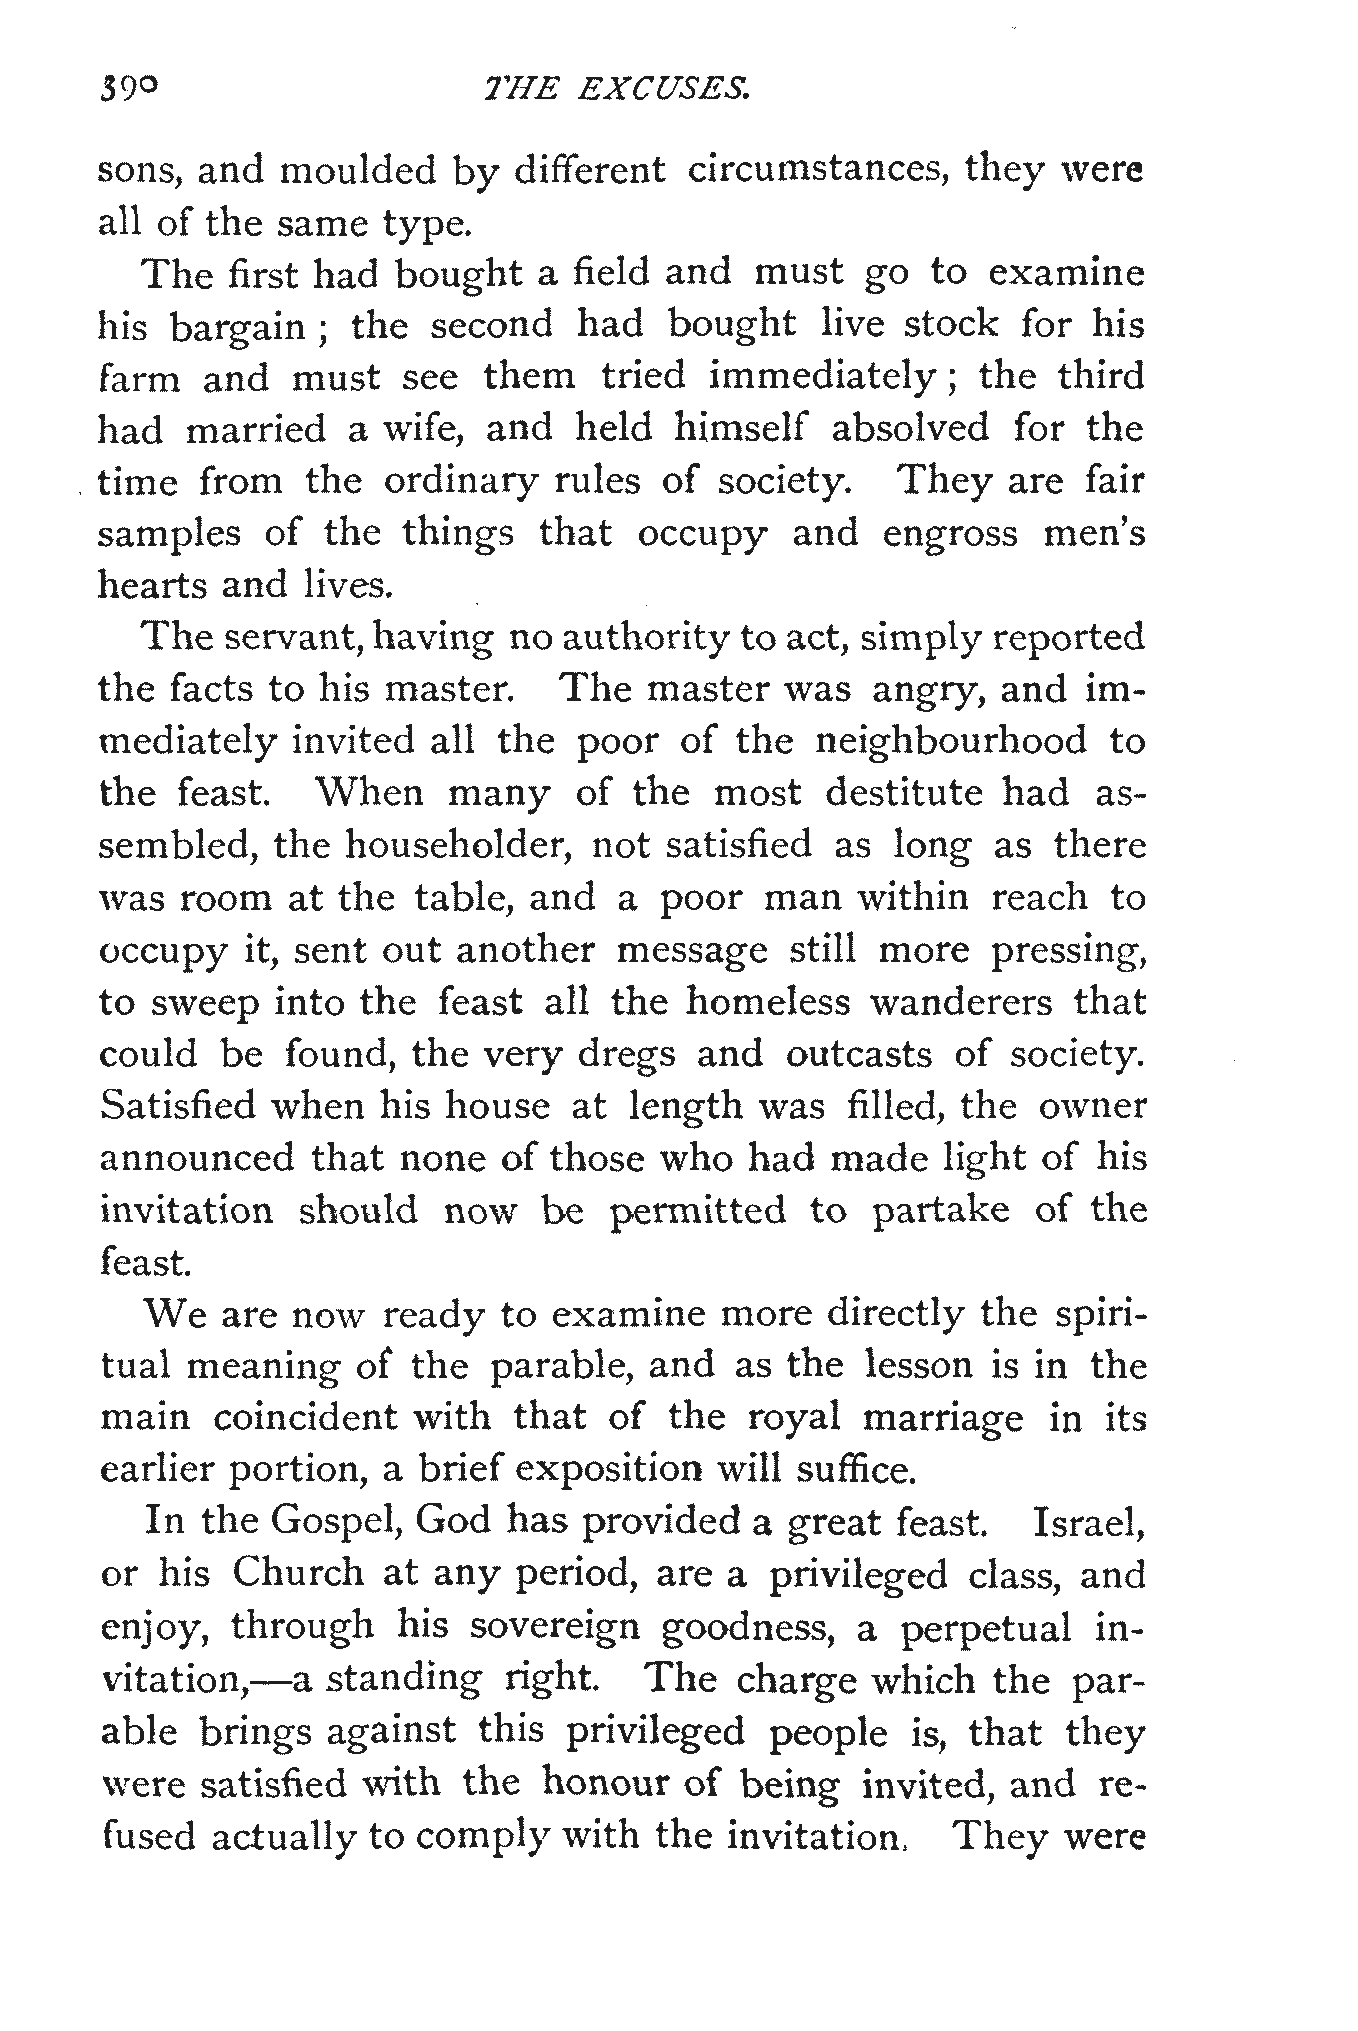 390 THE EXCUSES.
sons, and moulded by different circumstances, they were
all of the same type.
The first had bought a field and must go to examine
his bargain ; the second had bought live stock for his
farm and must see them tried immediately ; the third
had married a wife, and held himself absolved for the
time from the ordinary rules of society. They are fair
samples of the things that occupy and engross men's
hearts and lives.
The servant, having no authority to act, simply reported
the facts to his master. The master was angry, and im-
mediately invited all the poor of the neighbourhood to
the feast. When many of the most destitute had as-
sembled, the householder, not satisfied as long as there
was room at the table, and a poor man within reach to
occupy it, sent out another message still more pressing,
to sweep into the feast all the homeless wanderers that
could be found, the very dregs and outcasts of society.
Satisfied when his house at length was filled, the owner
announced that none of those who had made light of his
invitation should now be permitted to partake of the
feast.
We are now ready to examine more directly the spiri-
tual meaning of the parable, and as the lesson is in the
main coincident with that of the royal marriage in its
earlier portion, a brief exposition will suffice.
In the Gospel, God has provided a great feast. Israel,
or his Church at any period, are a privileged class, and
enjoy, through his sovereign goodness, a perpetual in-
vitation,—a standing right. The charge which the par-
able brings against this privileged people is, that they
were satisfied with the honour of being invited, and re-
fused actually to comply with the invitation. They were